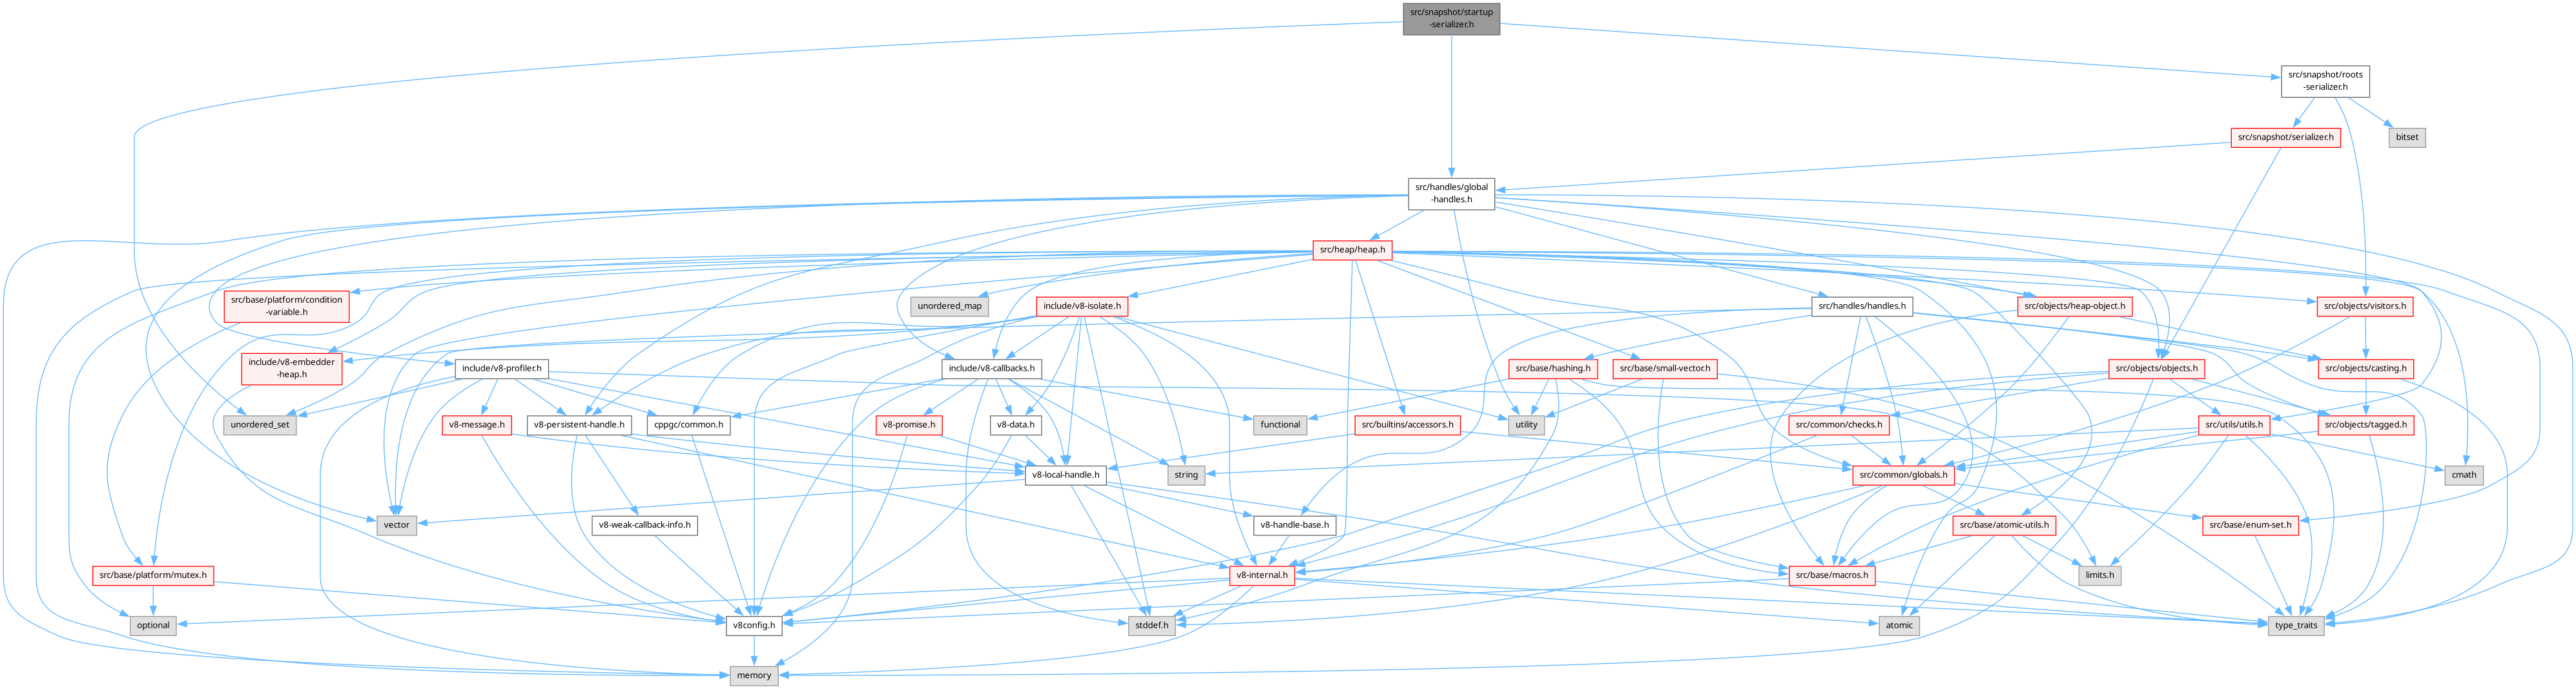 src/snapshot/startup
-serializer.h
src/snapshot/roots
-serializer.h
src/snapshot/serializer.h
bitset
src/handles/global
-handles.h
src/heap/heap.h
src/base/platform/condition
-variable.h
unordered_map
include/v8-isolate.h
src/handles/handles.h
src/objects/heap-object.h
src/objects/visitors.h
include/v8-embedder
-heap.h
include/v8-profiler.h
include/v8-callbacks.h
src/base/hashing.h
src/base/small-vector.h
src/objects/objects.h
src/objects/casting.h
unordered_set
v8-message.h
v8-persistent-handle.h
cppgc/common.h
v8-promise.h
v8-data.h
functional
src/builtins/accessors.h
utility
src/common/checks.h
src/utils/utils.h
src/objects/tagged.h
v8-local-handle.h
string
src/common/globals.h
cmath
vector
v8-weak-callback-info.h
v8-handle-base.h
src/base/atomic-utils.h
src/base/enum-set.h
src/base/platform/mutex.h
v8-internal.h
src/base/macros.h
limits.h
optional
v8config.h
stddef.h
atomic
type_traits
memory